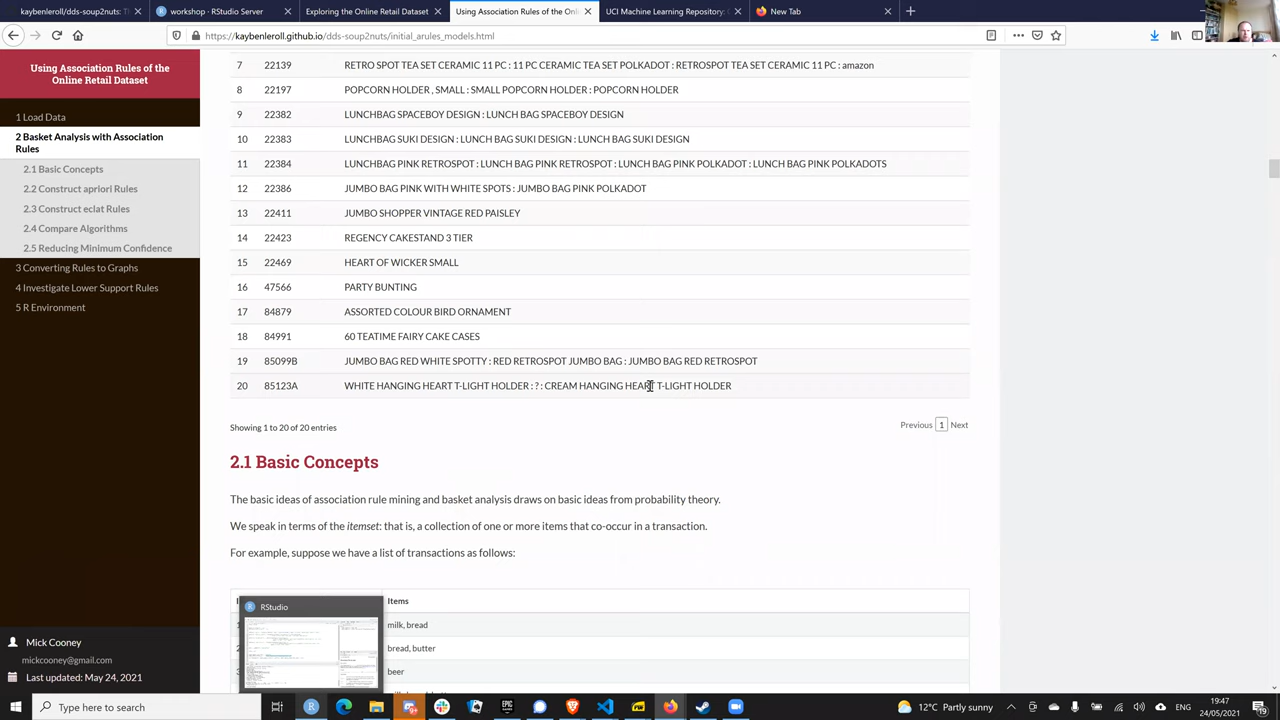 kaybenleroll/workshops · GitH
workshops - RStudio Server
Exploring the Online Retail Dataset
Using Association Rules of the Onl
UCI Machine Learning Repository:
New Tab
https://kaybenleroll.github.io/dds-soup2nuts/initial_arules_models.html
Using Association Rules of the
Online Retail Dataset
1 Load Data
2 Basket Analysis with Association
Rules
2.1 Basic Concepts
2.2 Construct apriori Rules
2.3 Construct eclat Rules
2.4 Compare Algorithms
2.5 Reducing Minimum Confidence
3 Converting Rules to Graphs
4 Investigate Lower Support Rules
5 R Environment
Mick Cooney
mickcooney@gmail.com
Last updated: May 24, 2021
7 22139 RETRO SPOT TEA SET CERAMIC 11 PC : 11 PC CERAMIC TEA SET POLKADOT : RETROSPOT TEA SET CERAMIC 11 PC : amazon
8 22197 POPCORN HOLDER , SMALL : SMALL POPCORN HOLDER : POPCORN HOLDER
9 22382 LUNCHBAG SPACEBOY DESIGN : LUNCH BAG SPACEBOY DESIGN
10 22383 LUNCHBAG SUKI DESIGN : LUNCH BAG SUKI DESIGN : LUNCH BAG SUKI DESIGN
11 22384 LUNCHBAG PINK RETROSPOT : LUNCH BAG PINK RETROSPOT : LUNCH BAG PINK POLKADOT : LUNCH BAG PINK POLKADOTS
12 22386 JUMBO BAG PINK WITH WHITE SPOTS : JUMBO BAG PINK POLKADOT
13 22411 JUMBO SHOPPER VINTAGE RED PAISLEY
14 22423 REGENCY CAKESTAND 3 TIER
15 22469 HEART OF WICKER SMALL
16 47566 PARTY BUNTING
17 84879 ASSORTED COLOUR BIRD ORNAMENT
18 84991 60 TEATIME FAIRY CAKE CASES
19 85099B JUMBO BAG RED WHITE SPOTTY : RED RETROSPOT JUMBO BAG : JUMBO BAG RED RETROSPOT
20 85123A WHITE HANGING HEART T-LIGHT HOLDER : ? : CREAM HANGING HEART T-LIGHT HOLDER
Showing 1 to 20 of 20 entries
Previous 1 Next
2.1 Basic Concepts
The basic ideas of association rule mining and basket analysis draws on basic ideas from probability theory.
We speak in terms of the itemset: that is, a collection of one or more items that co-occur in a transaction.
For example, suppose we have a list of transactions as follows:
Items
milk, bread
bread, butter
beer
RStudio
Type here to search
12°C Partly sunny
19:47
24/05/2021